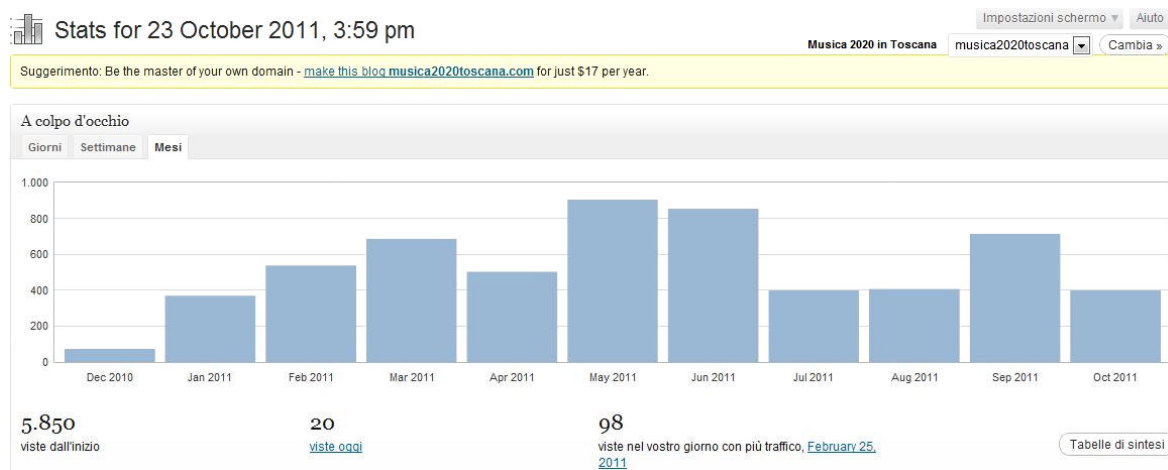 Impostazioni schermo ▾ Aiuto
Stats for 23 October 2011, 3:59 pm
Musica 2020 in Toscana musica2020toscana Cambia »
Suggerimento: Be the master of your own domain - make this blog musica2020toscana.com for just $17 per year.
A colpo d'occhio
Giorni Settimane Mesi
1.000
800
600
400
200
0
Dec 2010 Jan 2011 Feb 2011 Mar 2011 Apr 2011 May 2011 Jun 2011 Jul 2011 Aug 2011 Sep 2011 Oct 2011
5.850 20 98
viste dall'inizio viste oggi viste nel vostro giorno con più traffico, February 25, Tabelle di sintesi
2011